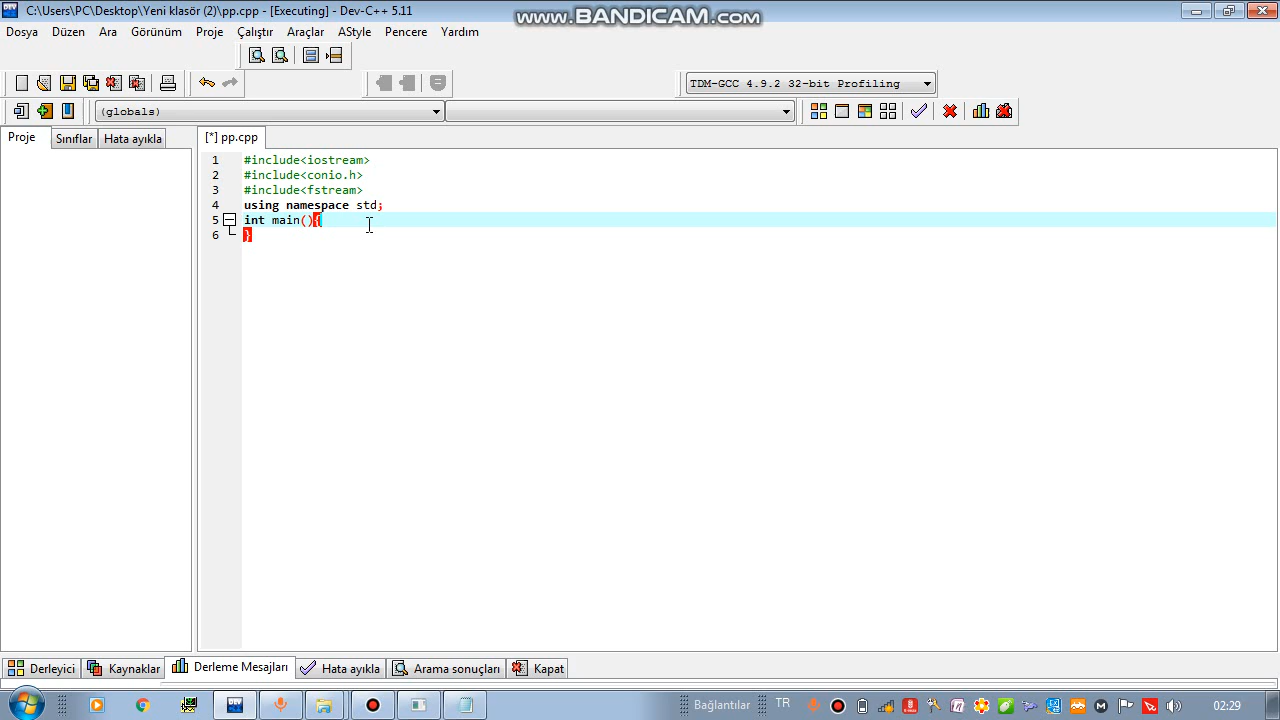 C:\Users\PC\Desktop\Yeni klasör (2)\pp.cpp - [Executing] - Dev-C++ 5.11
www.BANDICAM.com
Dosya Düzen Ara Görünüm Proje Çalıştır Araçlar AStyle Pencere Yardım
TDM-GCC 4.9.2 32-bit Profiling
(globals)
Proje Sınıflar Hata ayıkla
[*] pp.cpp
1 #include<iostream>
2 #include<conio.h>
3 #include<fstream>
4 using namespace std;
5 int main(){
6 }
Derleyici Kaynaklar Derleme Mesajları Hata ayıkla Arama sonuçları Kapat
Bağlantılar TR 02:29